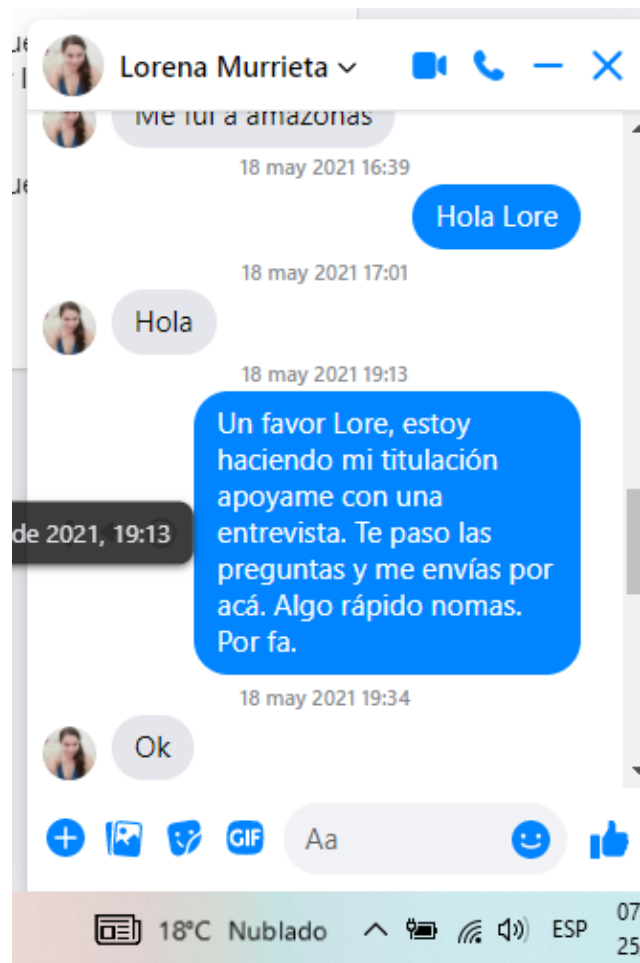 Lorena Murrieta
Me fui a amazonas
18 may 2021 16:39
Hola Lore
18 may 2021 17:01
Hola
18 may 2021 19:13
Un favor Lore, estoy
haciendo mi titulación
apoyame con una
entrevista. Te paso las
preguntas y me envías por
acá. Algo rápido nomas.
Por fa.
de 2021, 19:13
18 may 2021 19:34
Ok
GIF
Aa
18°C Nublado
ESP
07
25